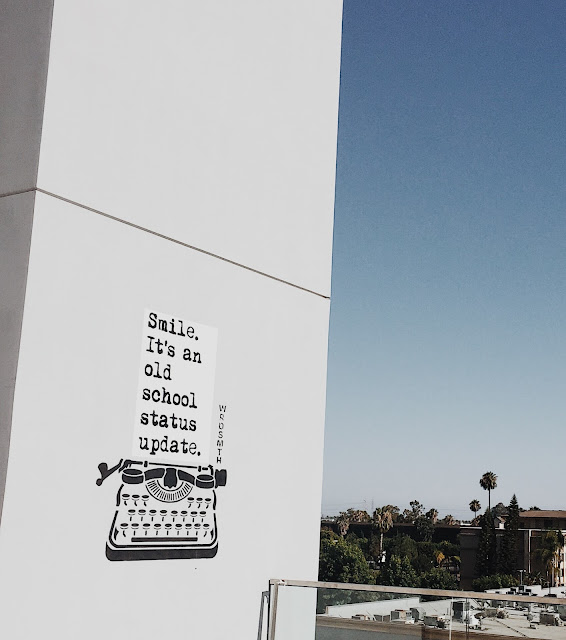 Smile.
It's an
old
school
status
update.
WRDSMTH